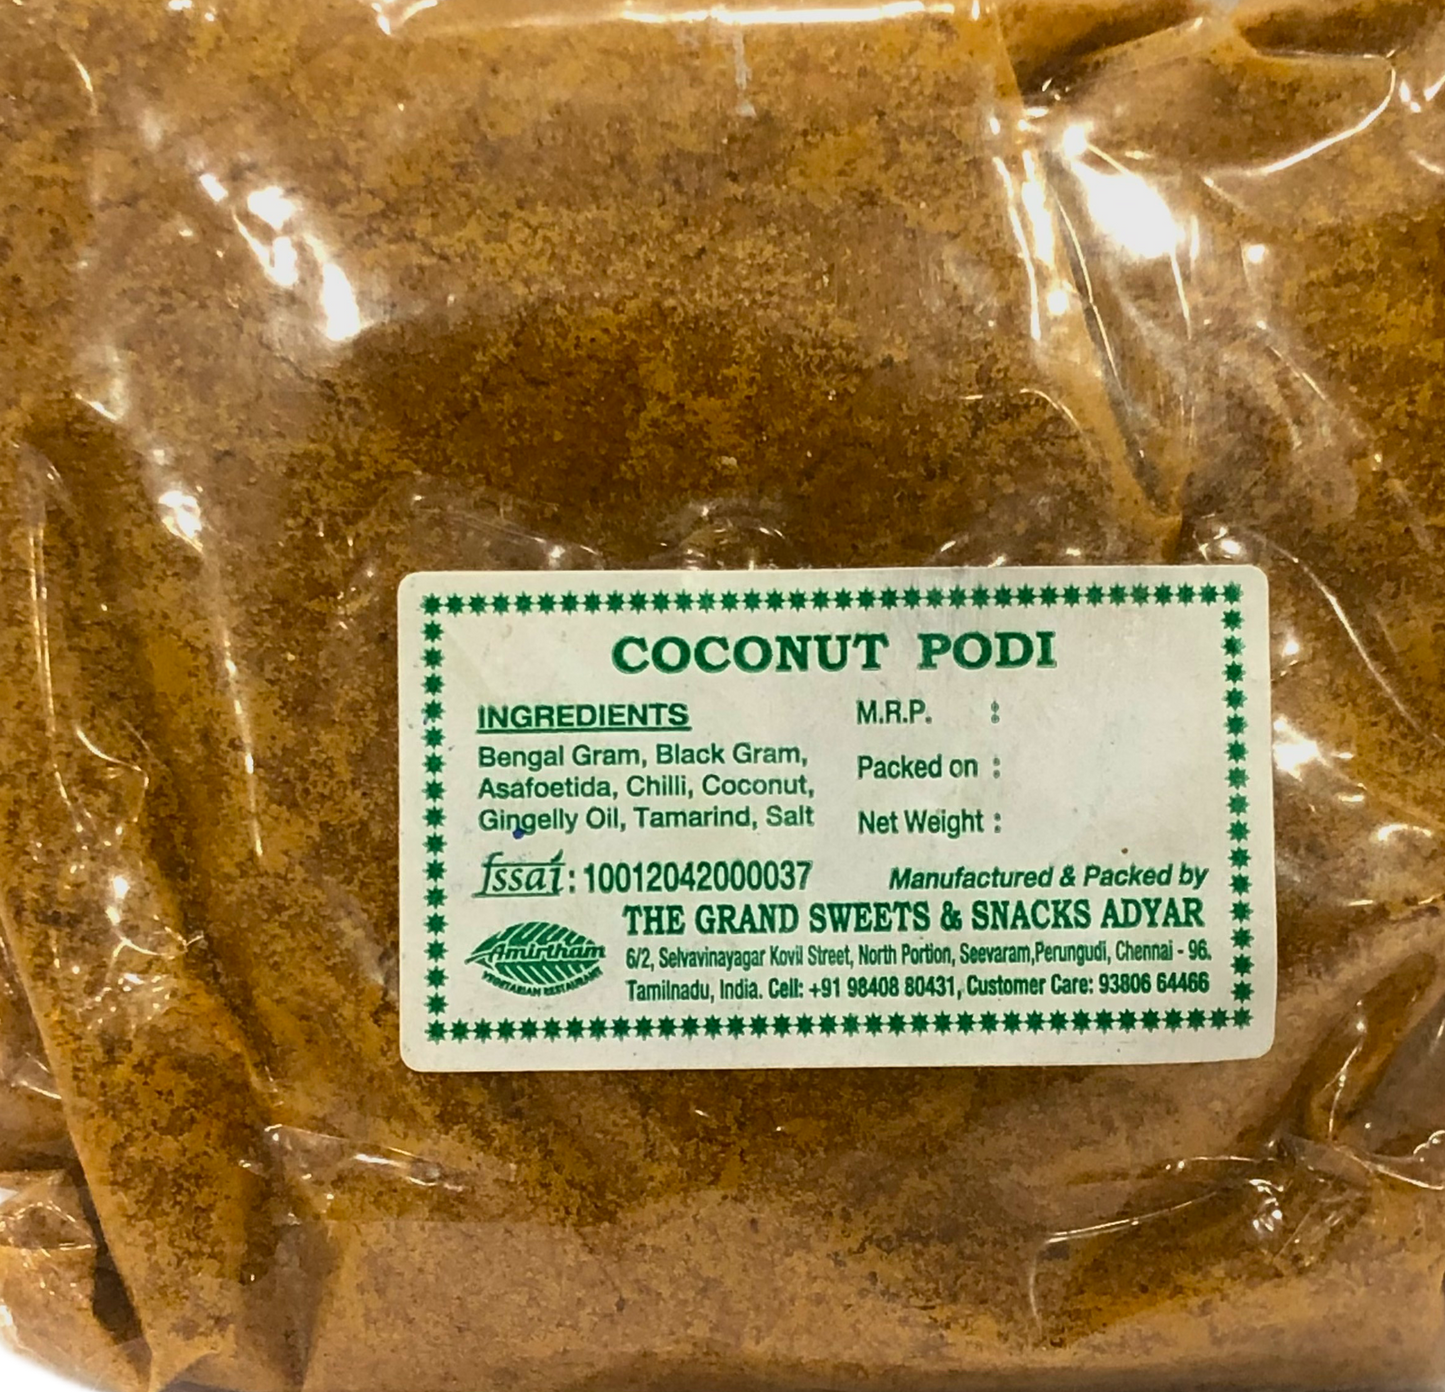 COCONUT PODI
INGREDIENTS
Bengal Gram, Black Gram,
Asafoetida, Chilli, Coconut,
Gingelly Oil, Tamarind, Salt
M.R.P. :
Packed on :
Net Weight :
fssai : 10012042000037
Manufactured & Packed by
THE GRAND SWEETS & SNACKS ADYAR
Amirtham
VEGETARIAN RESTAURANT
6/2, Selvavinayagar Kovil Street, North Portion, Seevaram,Perungudi, Chennai - 96.
Tamilnadu, India. Cell: +91 98408 80431, Customer Care: 93806 64466